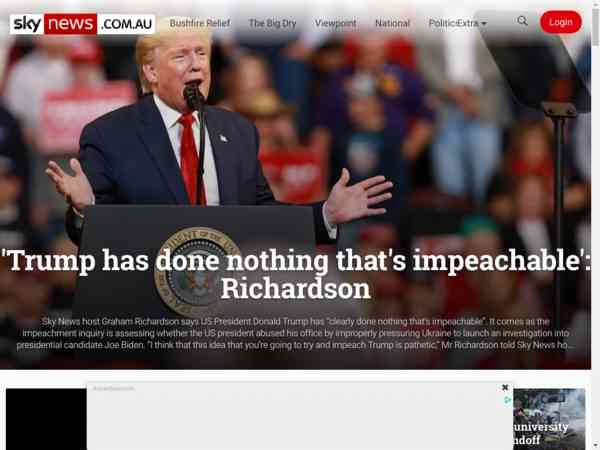 sky news .COM.AU
Bushfire Relief
The Big Dry
Viewpoint
National
Politics
Extra
Login
'Trump has done nothing that's impeachable':
Richardson
Sky News host Graham Richardson says US President Donald Trump has “clearly done nothing that’s impeachable”. It comes as the
impeachment inquiry is assessing whether the US president abused his office by improperly pressuring Ukraine to launch an investigation into
presidential candidate Joe Biden. “I think that this idea that you’re going to try and impeach Trump is pathetic,” Mr Richardson told Sky News ho...
Advertisement
university